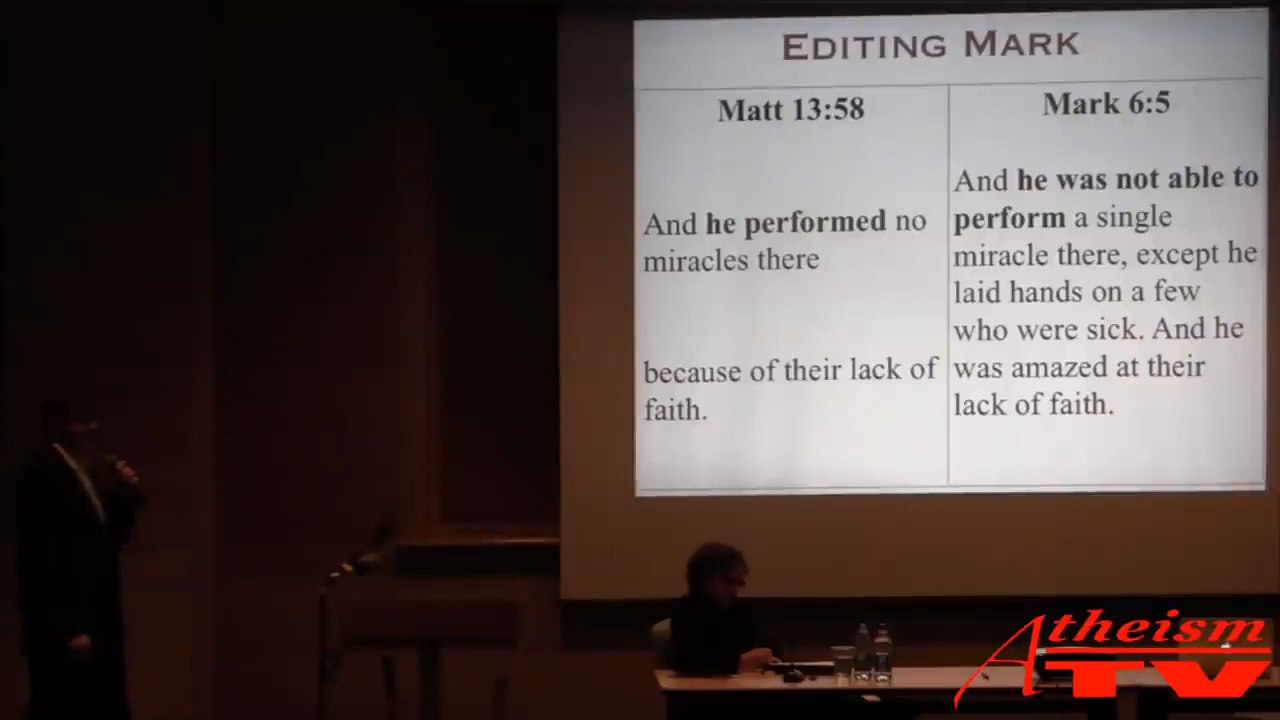 EDITING MARK
Matt 13:58
And he performed no
miracles there
because of their lack of
faith.
Mark 6:5
And he was not able to
perform a single
miracle there, except he
laid hands on a few
who were sick. And he
was amazed at their
lack of faith.
Atheism
TV